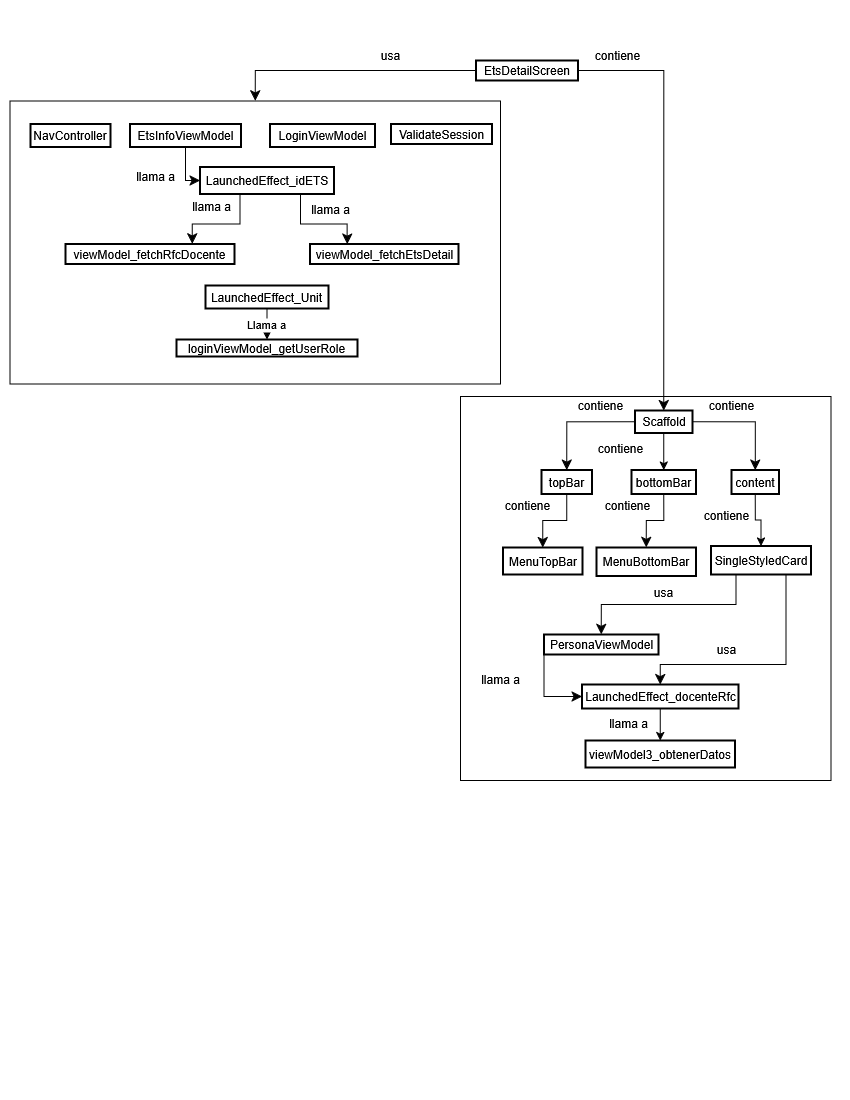 usa
contiene
EtsDetailScreen
NavController
EtsInfoViewModel
LoginViewModel
ValidateSession
llama a
LaunchedEffect_idETS
llama a
llama a
viewModel_fetchRfcDocente
viewModel_fetchEtsDetail
LaunchedEffect_Unit
Llama a
loginViewModel_getUserRole
contiene
contiene
Scaffold
contiene
topBar
bottomBar
content
contiene
contiene
contiene
MenuTopBar
MenuBottomBar
SingleStyledCard
usa
PersonaViewModel
usa
llama a
LaunchedEffect_docenteRfc
llama a
viewModel3_obtenerDatos